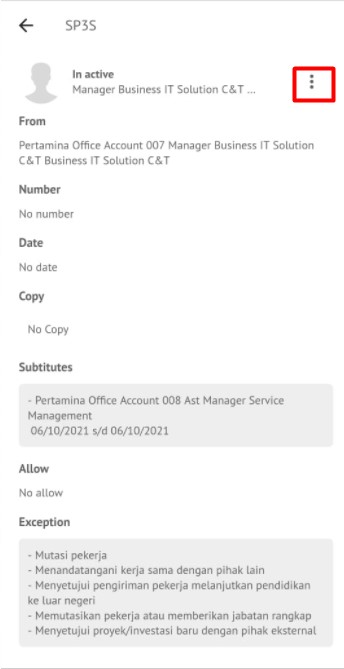 SP3S
In active
Manager Business IT Solution C&T ...
From
Pertamina Office Account 007 Manager Business IT Solution
C&T Business IT Solution C&T
Number
No number
Date
No date
Copy
No Copy
Subtitutes
- Pertamina Office Account 008 Ast Manager Service
Management
06/10/2021 s/d 06/10/2021
Allow
No allow
Exception
- Mutasi pekerja
- Menandatangani kerja sama dengan pihak lain
- Menyetujui pengiriman pekerja melanjutkan pendidikan
ke luar negeri
- Memutasikan pekerja atau memberikan jabatan rangkap
- Menyetujui proyek/investasi baru dengan pihak eksternal